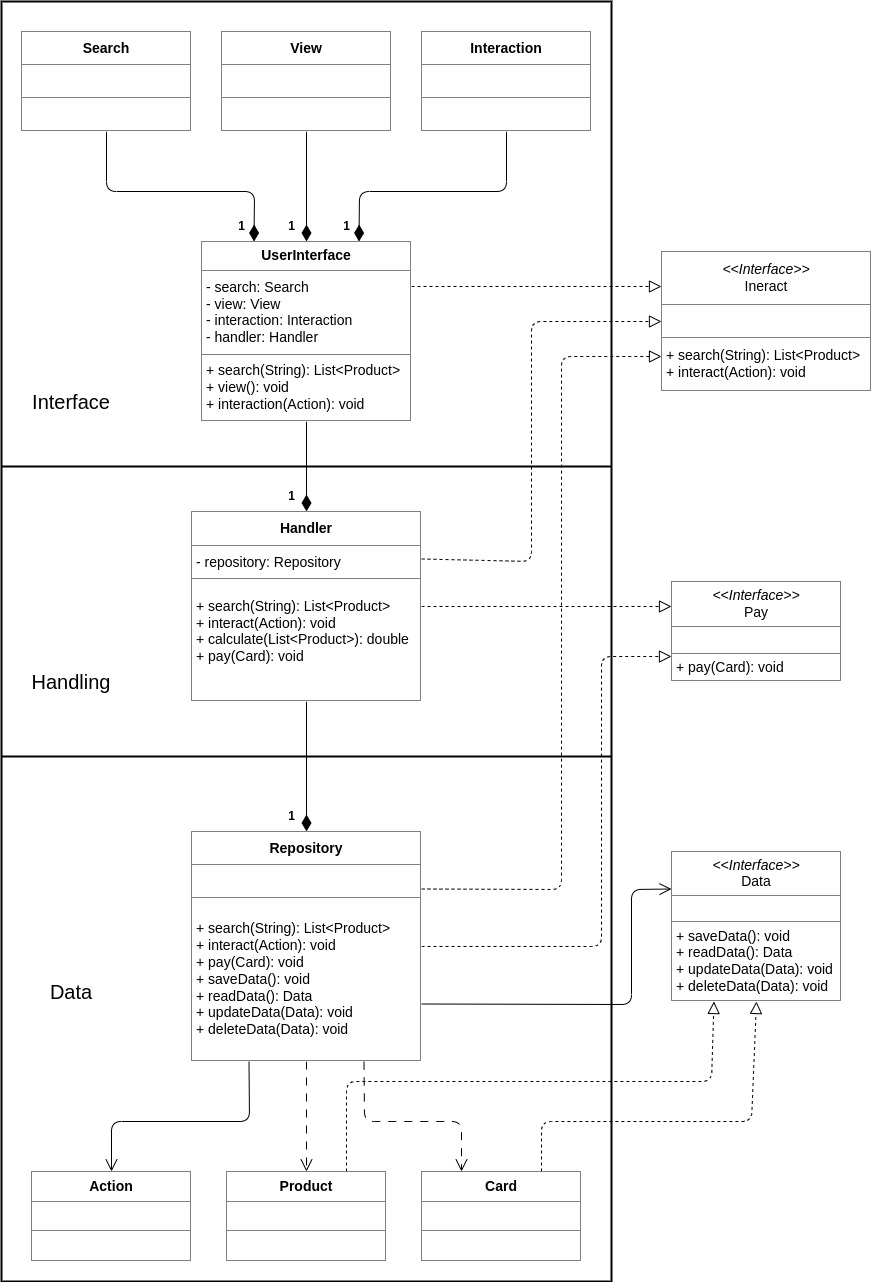 Search
View
Interaction
1
1
1
UserInterface
- search: Search
- view: View
- interaction: Interaction
- handler: Handler
+ search(String): List<Product>
+ view(): void
+ interaction(Action): void
<<Interface>>
Ineract
+ search(String): List<Product>
+ interact(Action): void
Interface
1
Handler
- repository: Repository
+ search(String): List<Product>
+ interact(Action): void
+ calculate(List<Product>): double
+ pay(Card): void
<<Interface>>
Pay
+ pay(Card): void
Handling
1
Repository
+ search(String): List<Product>
+ interact(Action): void
+ pay(Card): void
+ saveData(): void
+ readData(): Data
+ updateData(Data): void
+ deleteData(Data): void
<<Interface>>
Data
+ saveData(): void
+ readData(): Data
+ updateData(Data): void
+ deleteData(Data): void
Data
Action
Product
Card